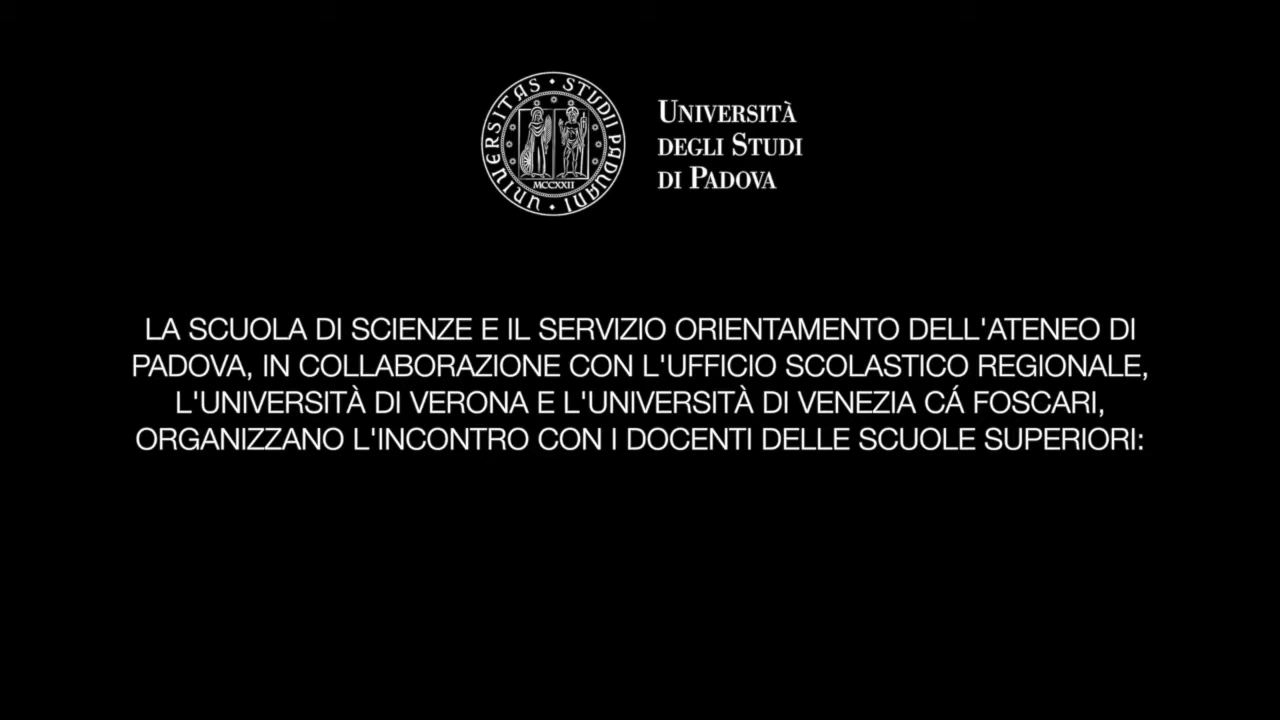 UNIVERSITAS STUDII PADUANI
MCCXXII
UNIVERSITÀ
DEGLI STUDI
DI PADOVA
LA SCUOLA DI SCIENZE E IL SERVIZIO ORIENTAMENTO DELL'ATENEO DI
PADOVA, IN COLLABORAZIONE CON L'UFFICIO SCOLASTICO REGIONALE,
L'UNIVERSITÀ DI VERONA E L'UNIVERSITÀ DI VENEZIA CÁ FOSCARI,
ORGANIZZANO L'INCONTRO CON I DOCENTI DELLE SCUOLE SUPERIORI: